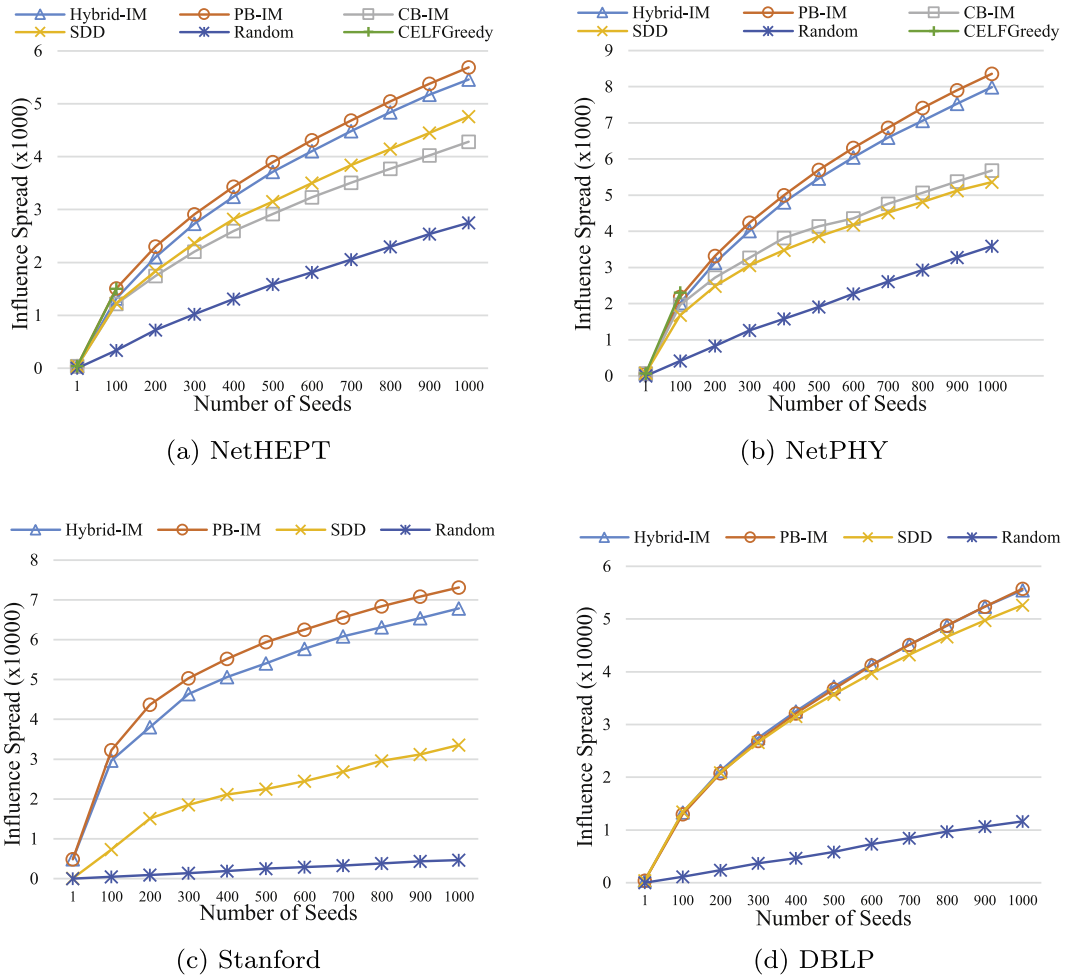 Hybrid-IM PB-IM CB-IM
SDD Random CELFGreedy
6
5
4
3
2
1
0
Influence Spread (x1000)
1 100 200 300 400 500 600 700 800 900 1000
Number of Seeds
(a) NetHEPT
Hybrid-IM PB-IM CB-IM
SDD Random CELFGreedy
9
8
7
6
5
4
3
2
1
0
Influence Spread (x1000)
1 100 200 300 400 500 600 700 800 900 1000
Number of Seeds
(b) NetPHY
Hybrid-IM PB-IM SDD Random
8
7
6
5
4
3
2
1
0
Influence Spread (x10000)
1 100 200 300 400 500 600 700 800 900 1000
Number of Seeds
(c) Stanford
Hybrid-IM PB-IM SDD Random
6
5
4
3
2
1
0
Influence Spread (x10000)
1 100 200 300 400 500 600 700 800 900 1000
Number of Seeds
(d) DBLP